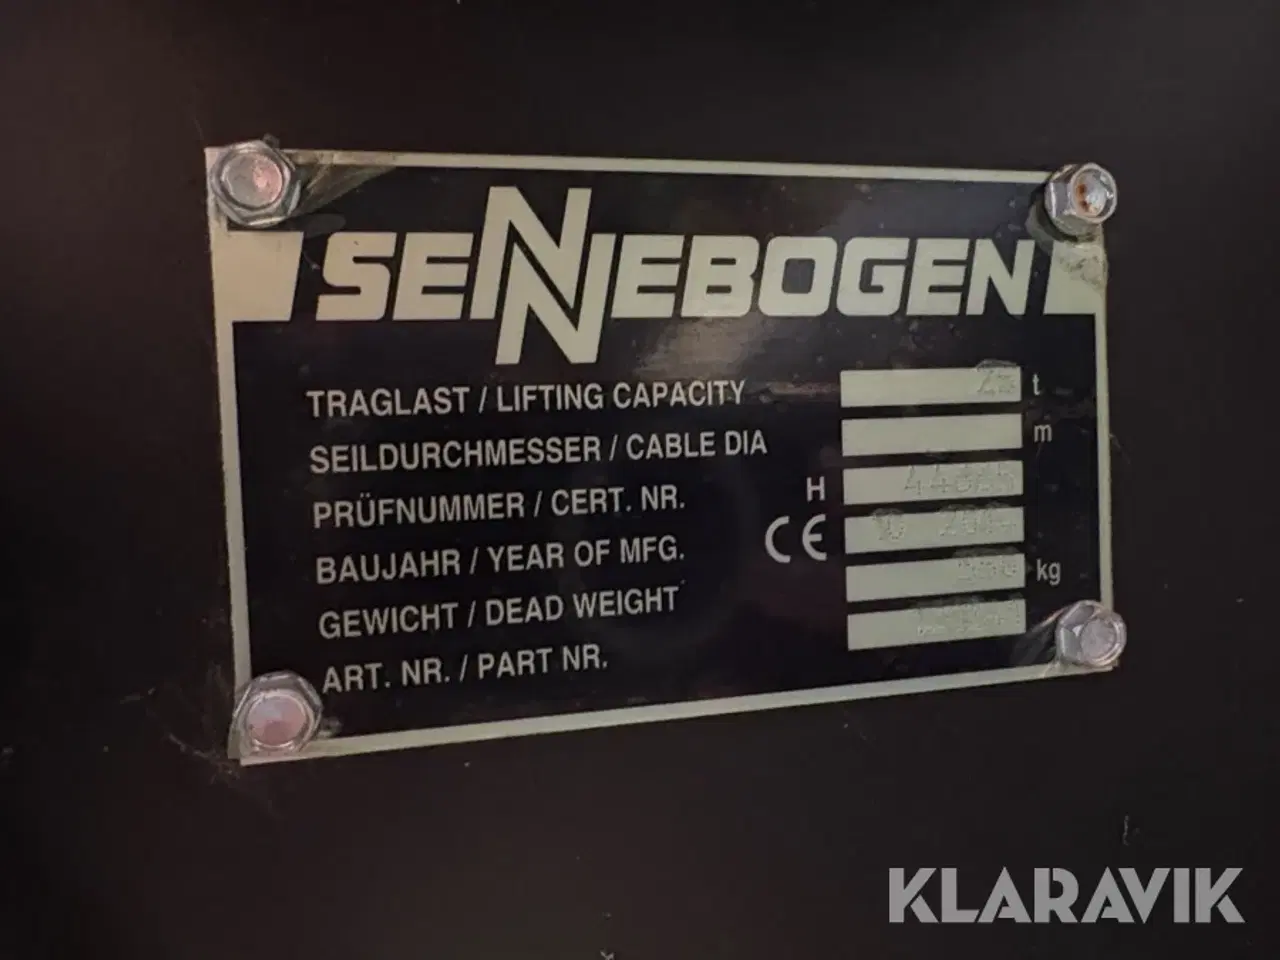 SENNEBOGEN
TRAGLAST / LIFTING CAPACITY 25 t
SEILDURCHMESSER / CABLE DIA m
PRÜFNUMMER / CERT. NR. H
BAUJAHR / YEAR OF MFG. CE
GEWICHT / DEAD WEIGHT kg
ART. NR. / PART NR.
KLARAVIK